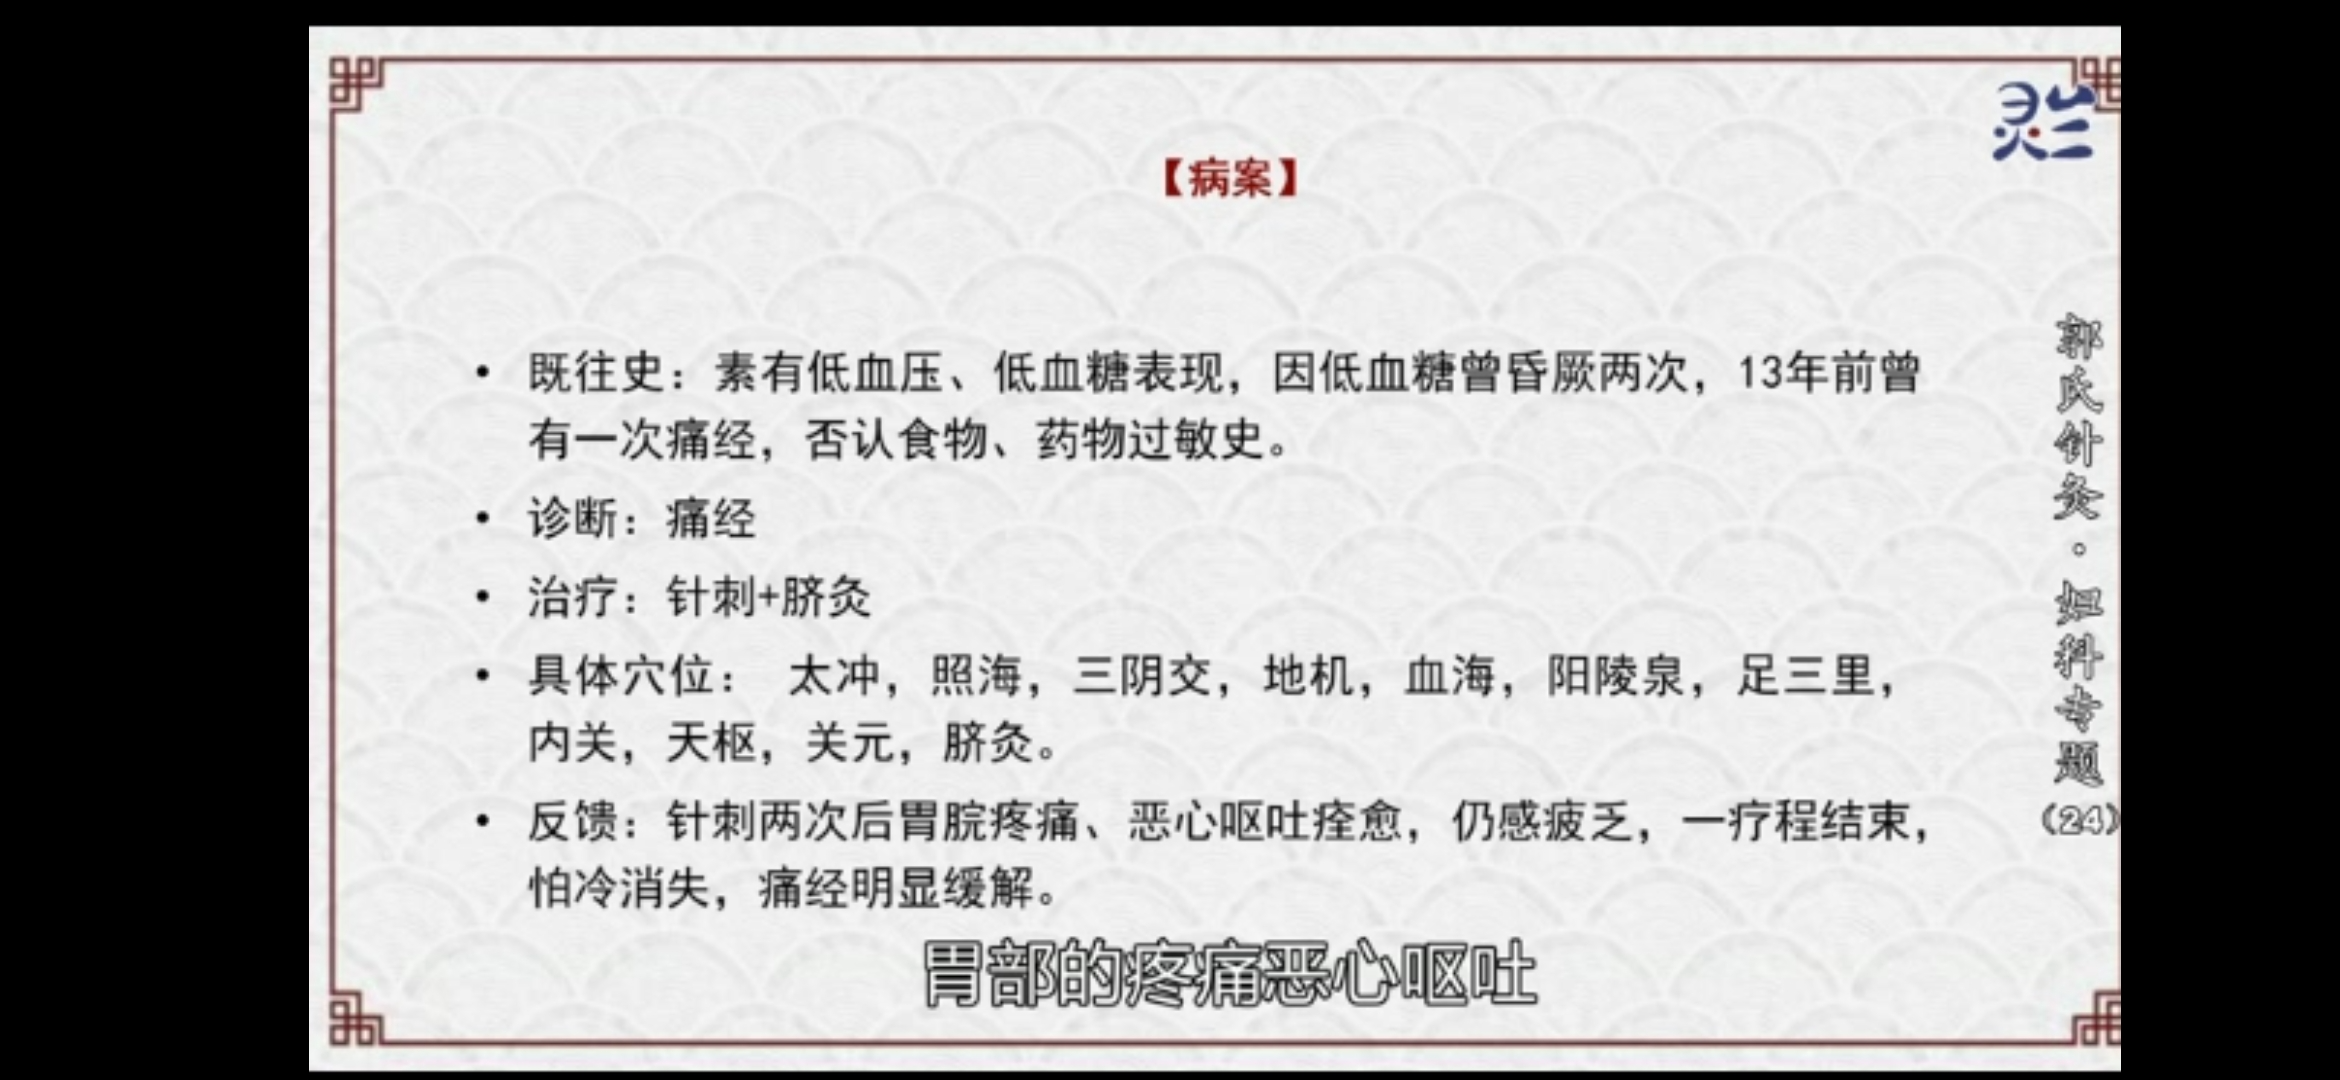 【病案】
• 既往史：素有低血压、低血糖表现，因低血糖曾昏厥两次，13年前曾
有一次痛经，否认食物、药物过敏史。
• 诊断：痛经
• 治疗：针刺+脐灸
• 具体穴位： 太冲，照海，三阴交，地机，血海，阳陵泉，足三里，
内关，天枢，关元，脐灸。
• 反馈：针刺两次后胃脘疼痛、恶心呕吐痊愈，仍感疲乏，一疗程结束，
怕冷消失，痛经明显缓解。
胃部的疼痛恶心呕吐
郭氏针灸·妇科专题(24)